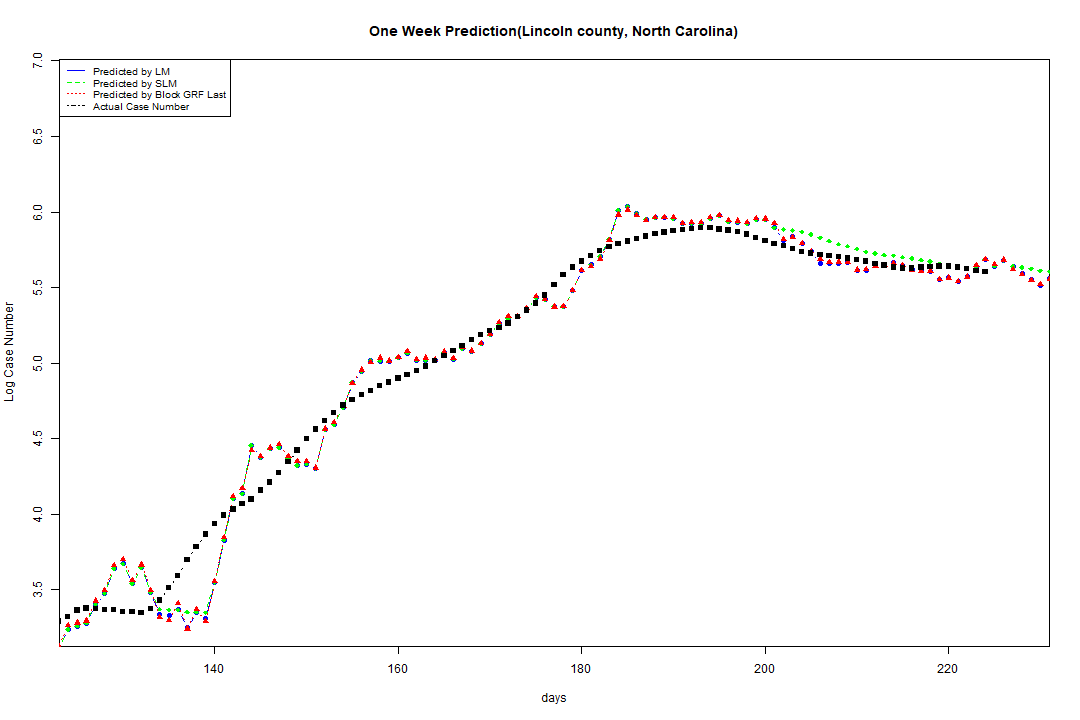 One Week Prediction(Lincoln county, North Carolina)
Predicted by LM
Predicted by SLM
Predicted by Block GRF Last
Actual Case Number
7.0
6.5
6.0
5.5
5.0
4.5
4.0
3.5
Log Case Number
140 160 180 200 220
days